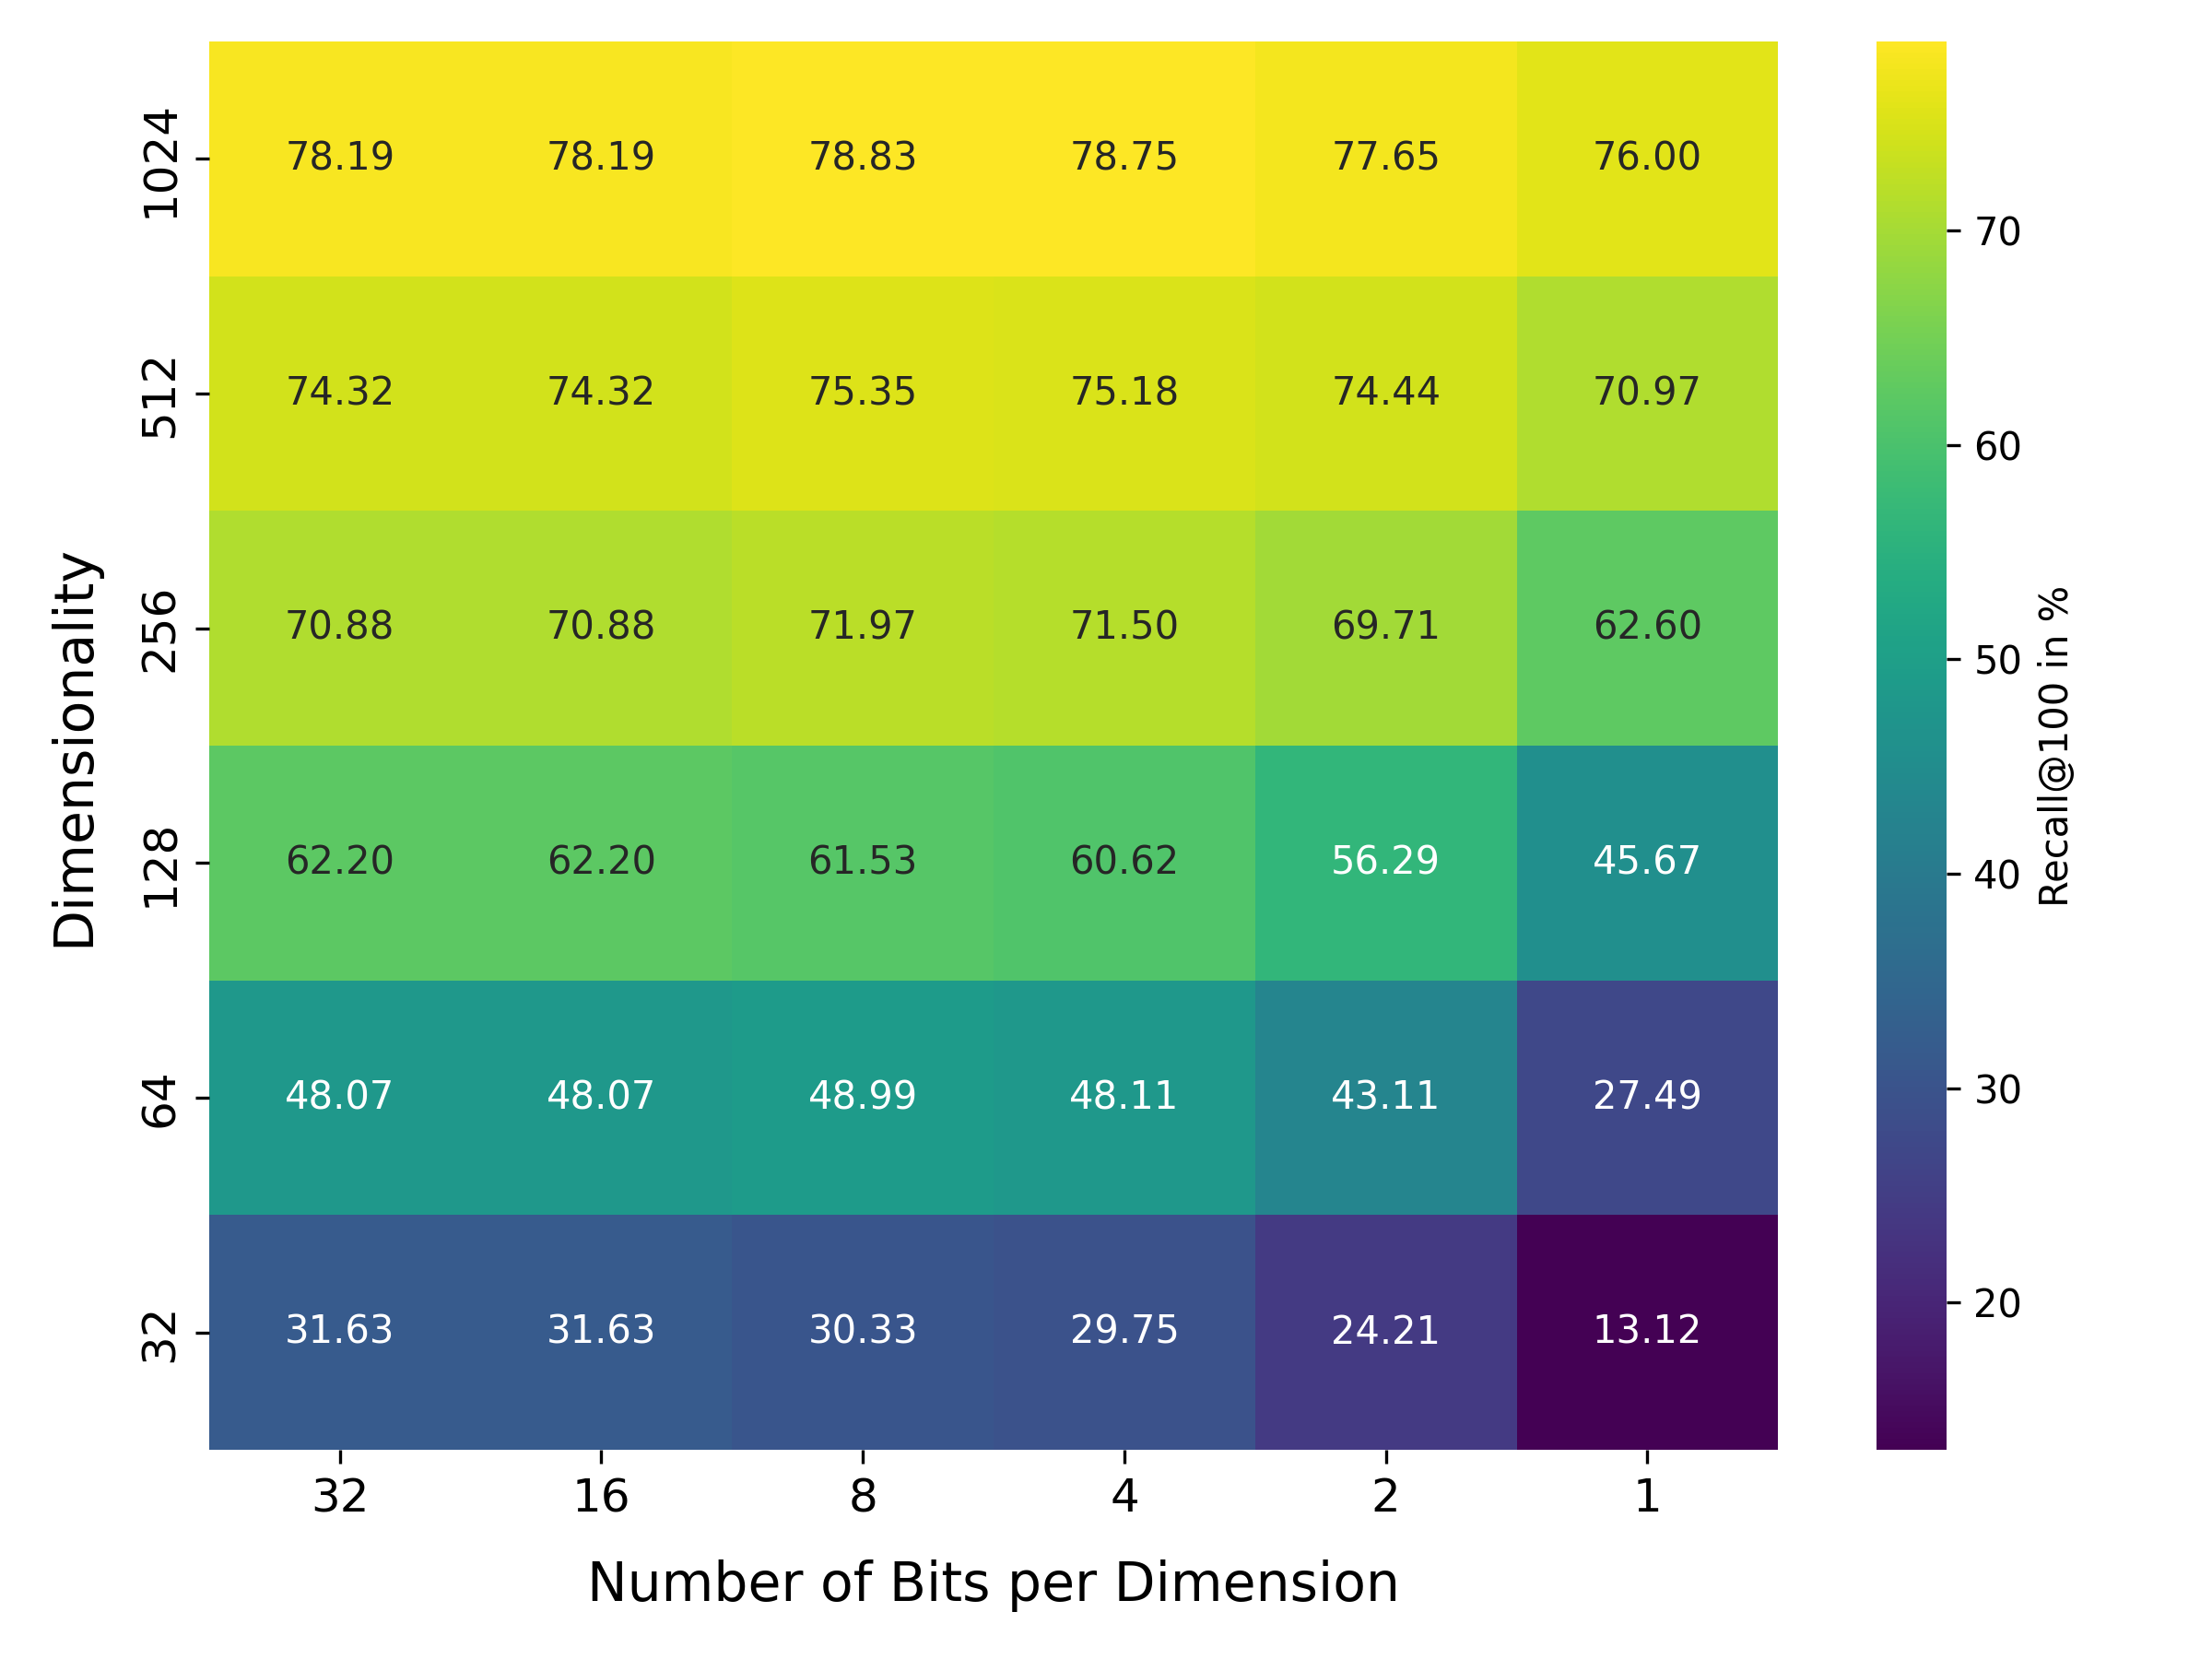 1024 78.19 78.19 78.83 78.75 77.65 76.00
512 74.32 74.32 75.35 75.18 74.44 70.97
256 70.88 70.88 71.97 71.50 69.71 62.60
128 62.20 62.20 61.53 60.62 56.29 45.67
64 48.07 48.07 48.99 48.11 43.11 27.49
32 31.63 31.63 30.33 29.75 24.21 13.12
Dimensionality
32 16 8 4 2 1
Number of Bits per Dimension
70
60
50
40
30
20
Recall@100 in %